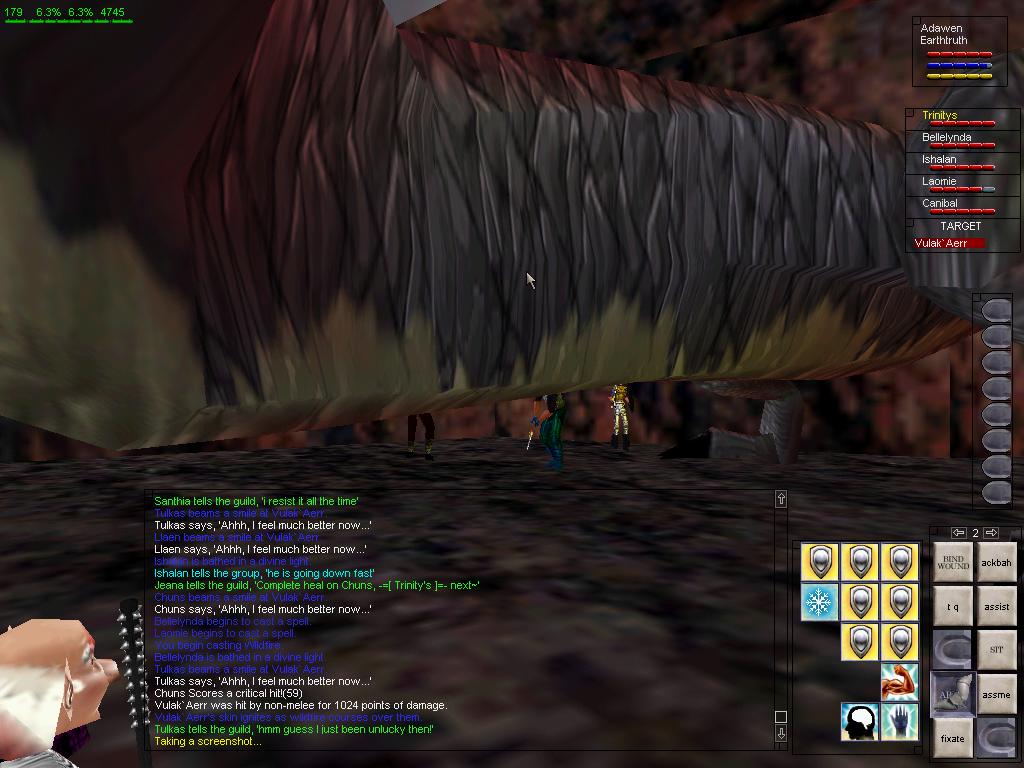 179 6.3% 6.3% 4745
Adawen
Earthtruth
Trinitys
Bellelynda
Ishalan
Laomie
Canibal
TARGET
Vulak`Aerr
Santhia tells the guild, 'i resist it all the time'
Tulkas beams a smile at Vulak`Aerr
Tulkas says, 'Ahhh, I feel much better now...'
Llaen beams a smile at Vulak`Aerr
Llaen says, 'Ahhh, I feel much better now...'
Ishalan is bathed in a divine light.
Ishalan tells the group, 'he is going down fast'
Jeana tells the guild, 'Complete heal on Chuns, -=[ Trinity's ]=- next~'
Chuns beams a smile at Vulak`Aerr
Chuns says, 'Ahhh, I feel much better now...'
Bellelynda begins to cast a spell.
Laomie begins to cast a spell.
You begin casting Wildfire.
Bellelynda is bathed in a divine light.
Tulkas beams a smile at Vulak`Aerr
Tulkas says, 'Ahhh, I feel much better now...'
Chuns Scores a critical hit!(59)
Vulak`Aerr was hit by non-melee for 1024 points of damage.
Vulak`Aerr's skin ignites as wildfire courses over them.
Tulkas tells the guild, 'hmm guess I just been unlucky then!'
Taking a screenshot...
2
BIND WOUND
ackbah
t q
assist
SIT
assme
fixate